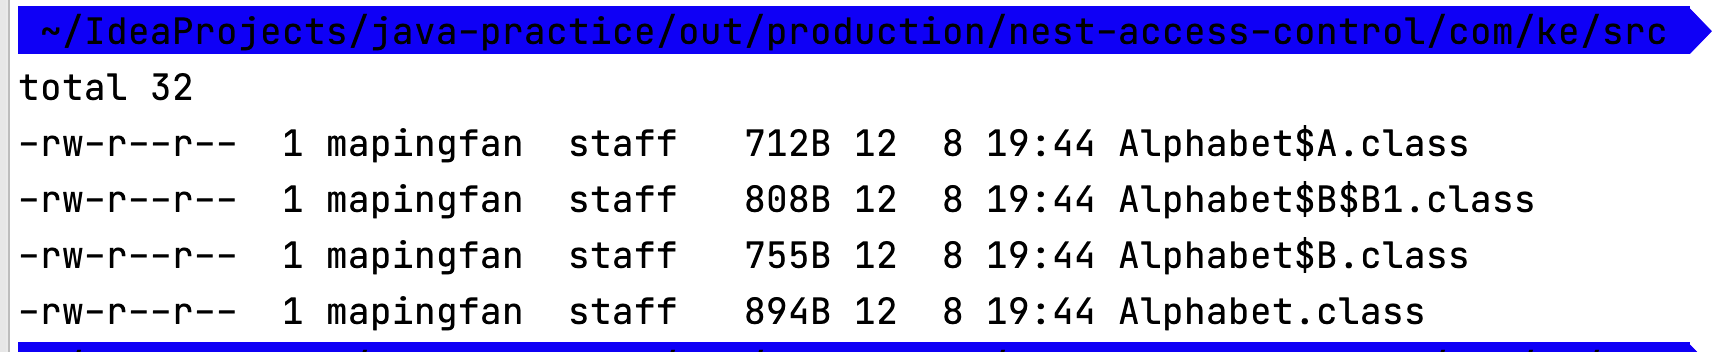 ~/IdeaProjects/java-practice/out/production/nest-access-control/com/ke/src
total 32
-rw-r--r--  1 mapingfan  staff   712B 12  8 19:44 Alphabet$A.class
-rw-r--r--  1 mapingfan  staff   808B 12  8 19:44 Alphabet$B$B1.class
-rw-r--r--  1 mapingfan  staff   755B 12  8 19:44 Alphabet$B.class
-rw-r--r--  1 mapingfan  staff   894B 12  8 19:44 Alphabet.class